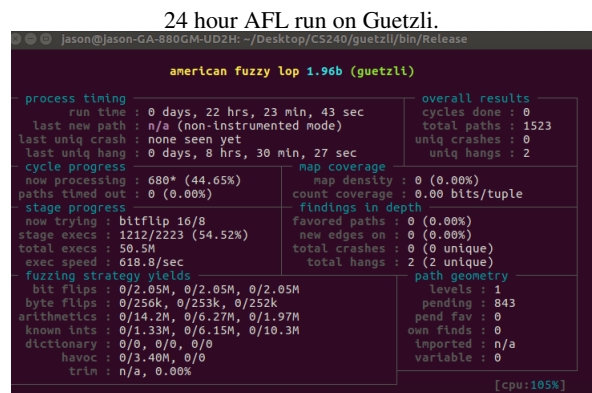 24 hour AFL run on Guetzli.
jason@jason-GA-880GM-UD2H: ~/Desktop/CS240/guetzli/bin/Release
american fuzzy lop 1.96b (guetzli)
process timing overall results
run time : 0 days, 22 hrs, 23 min, 43 sec cycles done : 0
last new path : n/a (non-instrumented mode) total paths : 1523
last uniq crash : none seen yet uniq crashes : 0
last uniq hang : 0 days, 8 hrs, 30 min, 27 sec uniq hangs : 2
cycle progress map coverage
now processing : 680* (44.65%) map density : 0 (0.00%)
paths timed out : 0 (0.00%) count coverage : 0.00 bits/tuple
stage progress findings in depth
now trying : bitflip 16/8 favored paths : 0 (0.00%)
stage execs : 1212/2223 (54.52%) new edges on : 0 (0.00%)
total execs : 50.5M total crashes : 0 (0 unique)
exec speed : 618.8/sec total hangs : 2 (2 unique)
fuzzing strategy yields path geometry
bit flips : 0/2.05M, 0/2.05M, 0/2.05M levels : 1
byte flips : 0/256k, 0/253k, 0/252k pending : 843
arithmetics : 0/14.2M, 0/6.27M, 0/1.97M pend fav : 0
known ints : 0/1.33M, 0/6.15M, 0/10.3M own finds : 0
dictionary : 0/0, 0/0, 0/0 imported : n/a
havoc : 0/3.40M, 0/0 variable : 0
trim : n/a, 0.00%
[cpu:105%]